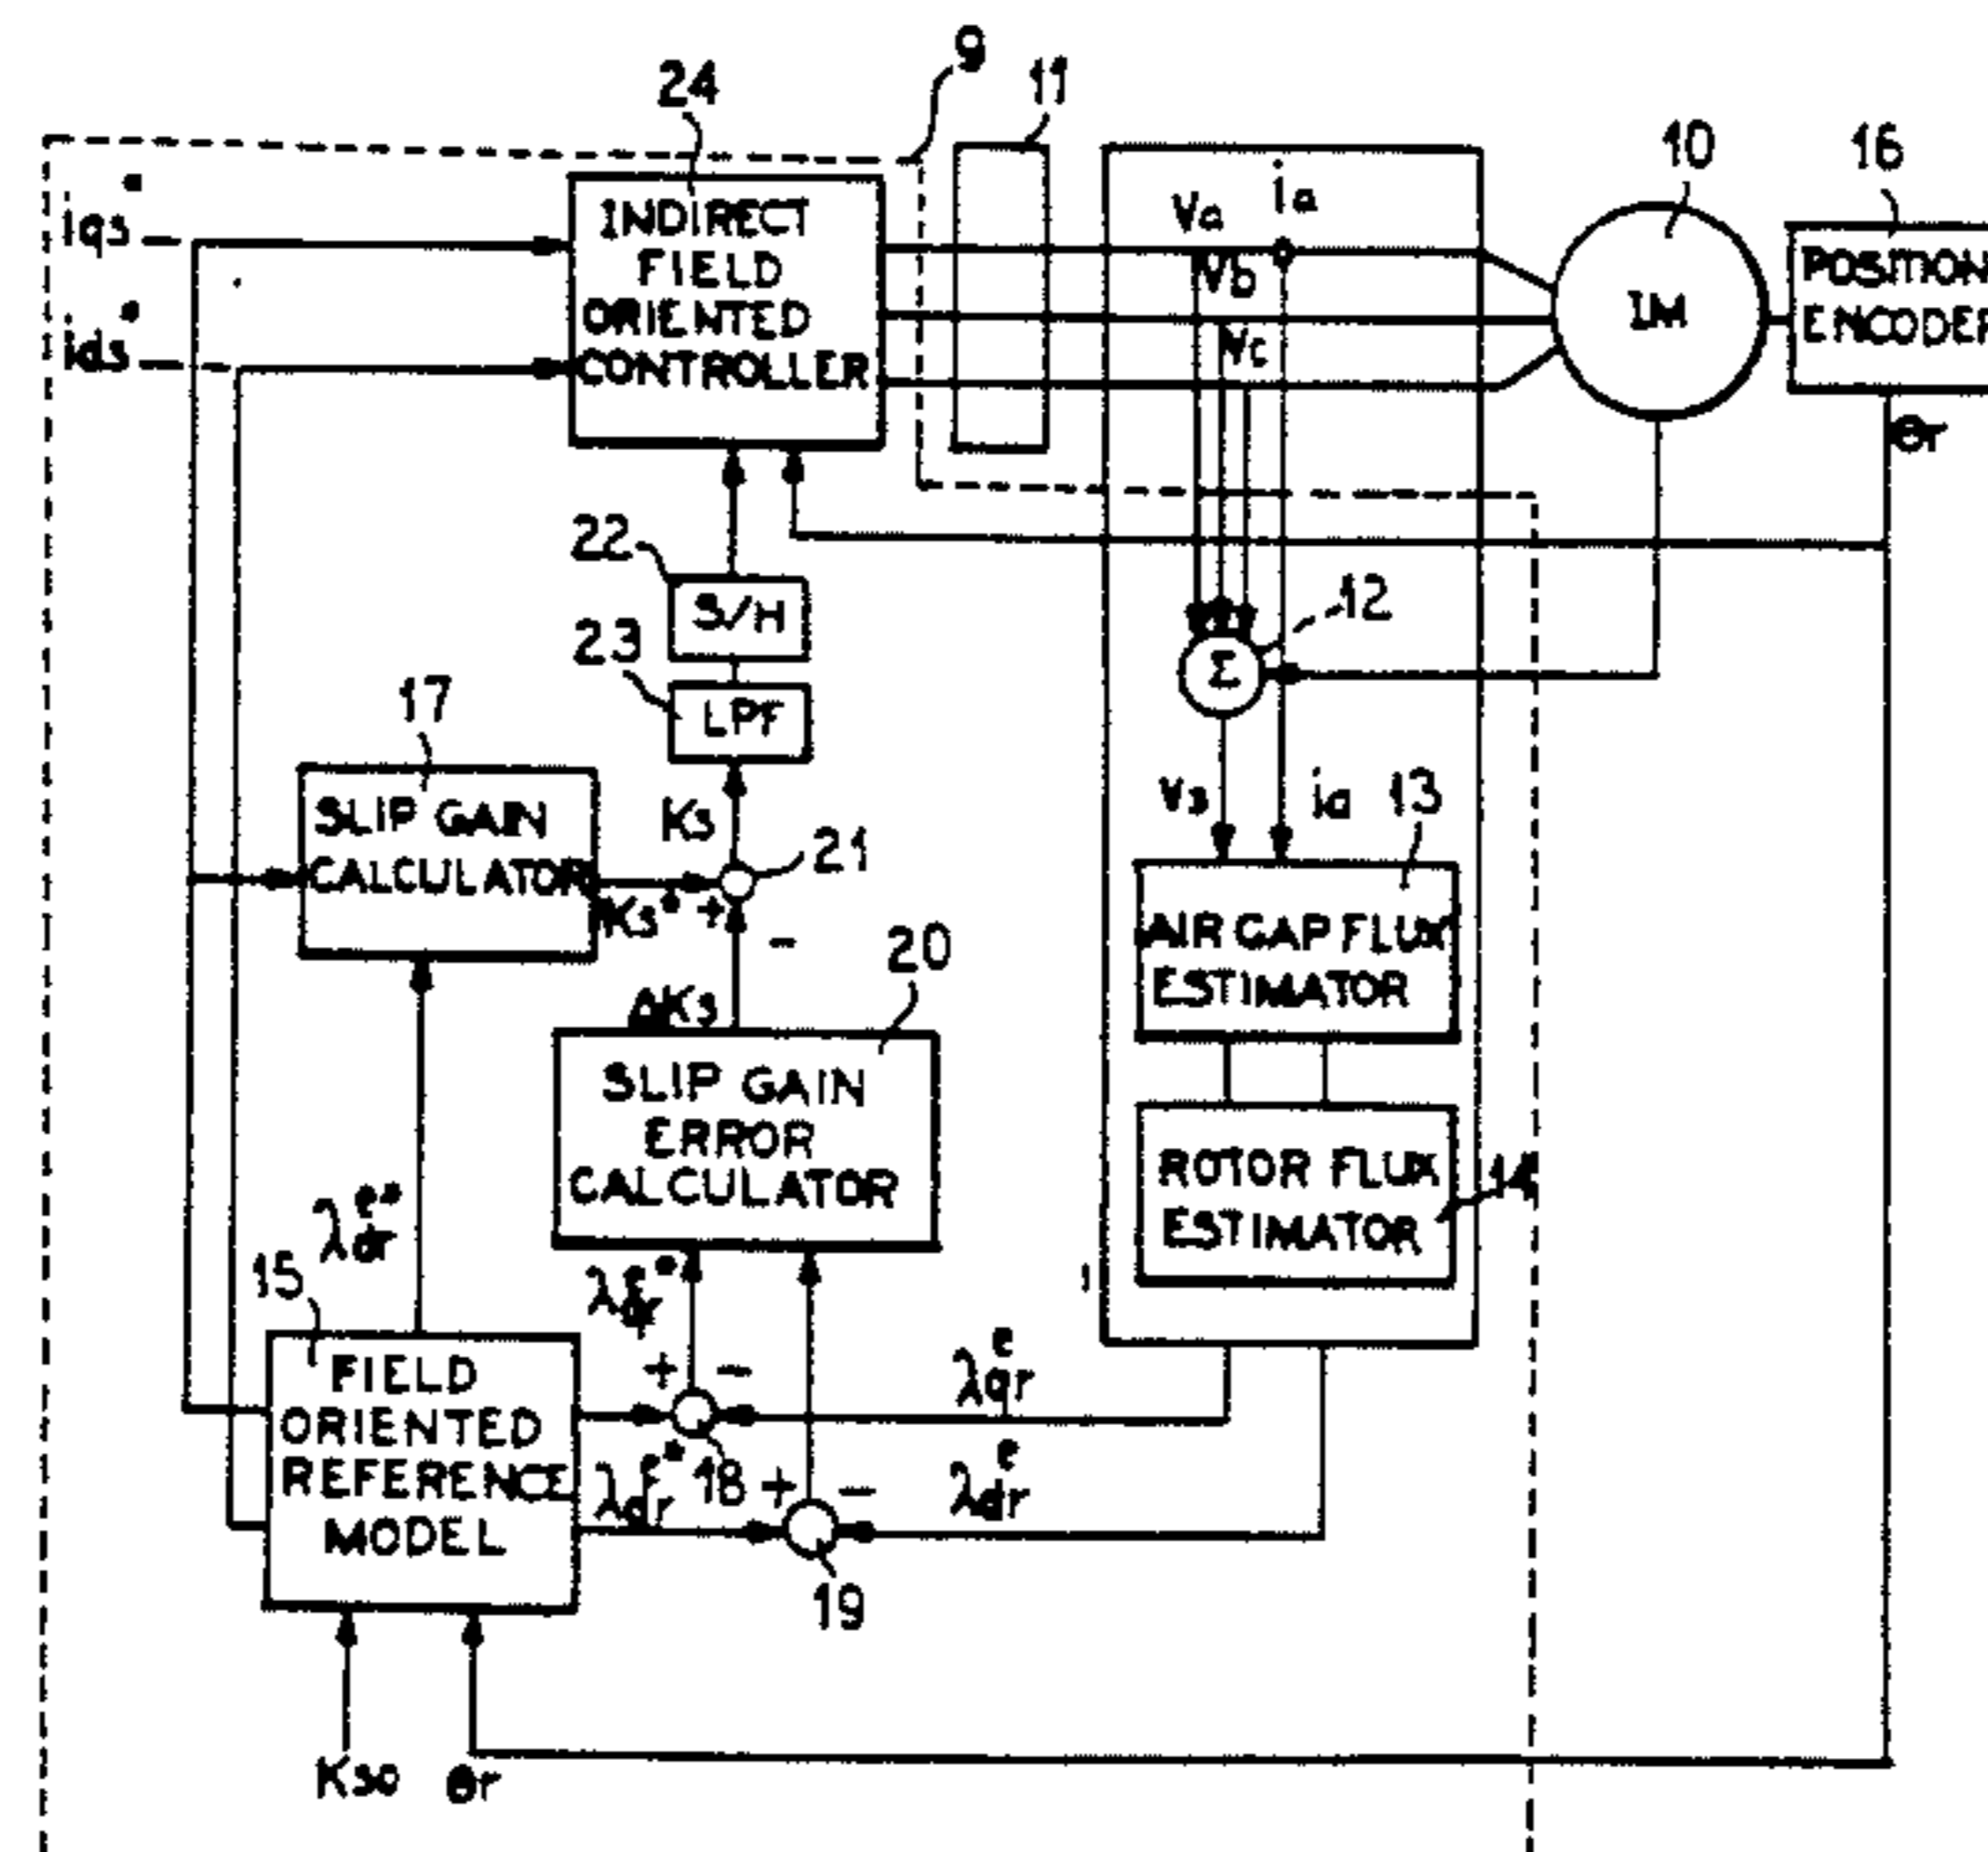 9
24
11
10
16
ia
Va
iqs*
INDIRECT
FIELD
ORIENTED
CONTROLLER
Vb
Vc
IM
POSITION
ENCODER
ids*
θr
22
S/H
12
23
Σ
LPF
17
Vs
ia
13
SLIP GAIN
CALCULATOR
Ks
21
Ks*
+
-
AIR GAP FLUX
ESTIMATOR
20
ΔKs
SLIP GAIN
ERROR
CALCULATOR
ROTOR FLUX
ESTIMATOR
14
λdr e*
15
+
-
λqr e
FIELD
ORIENTED
REFERENCE
MODEL
18
+
-
λdr e
19
Kso
θr